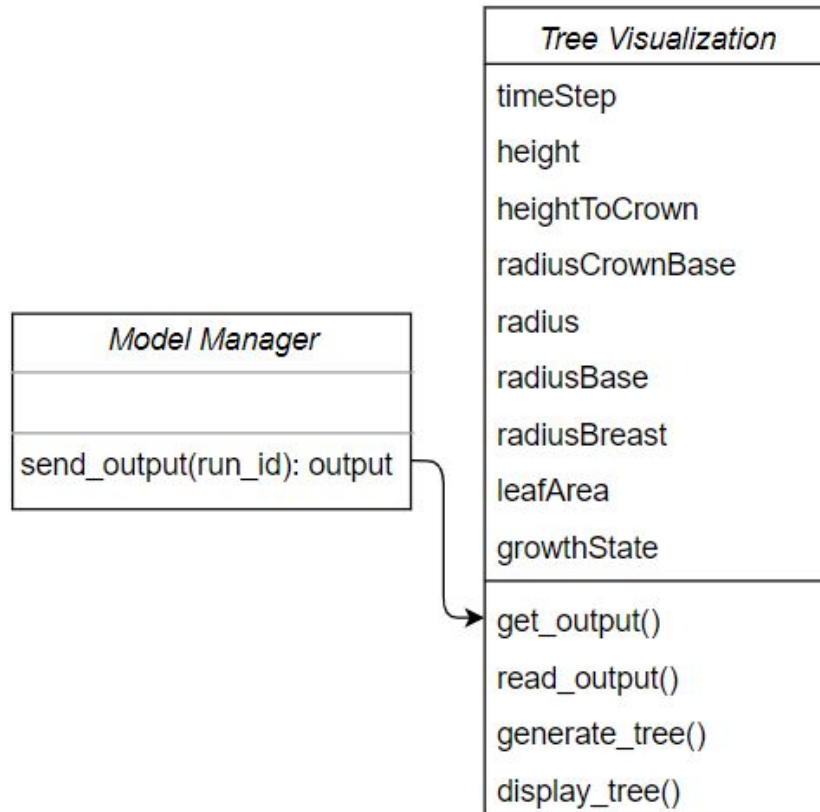 Tree Visualization
timeStep
height
heightToCrown
radiusCrownBase
radius
radiusBase
radiusBreast
leafArea
growthState
get_output()
read_output()
generate_tree()
display_tree()
Model Manager
send_output(run_id): output